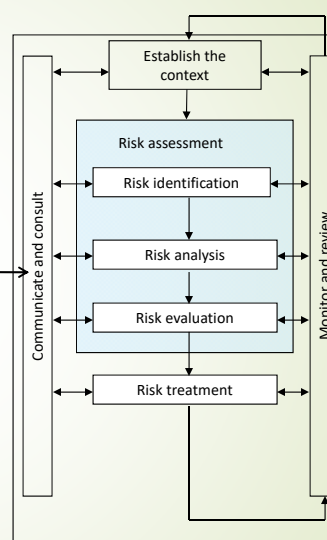 Establish the
context
Risk assessment
Risk identification
Risk analysis
Risk evaluation
Risk treatment
Communicate and consult
Monitor and review